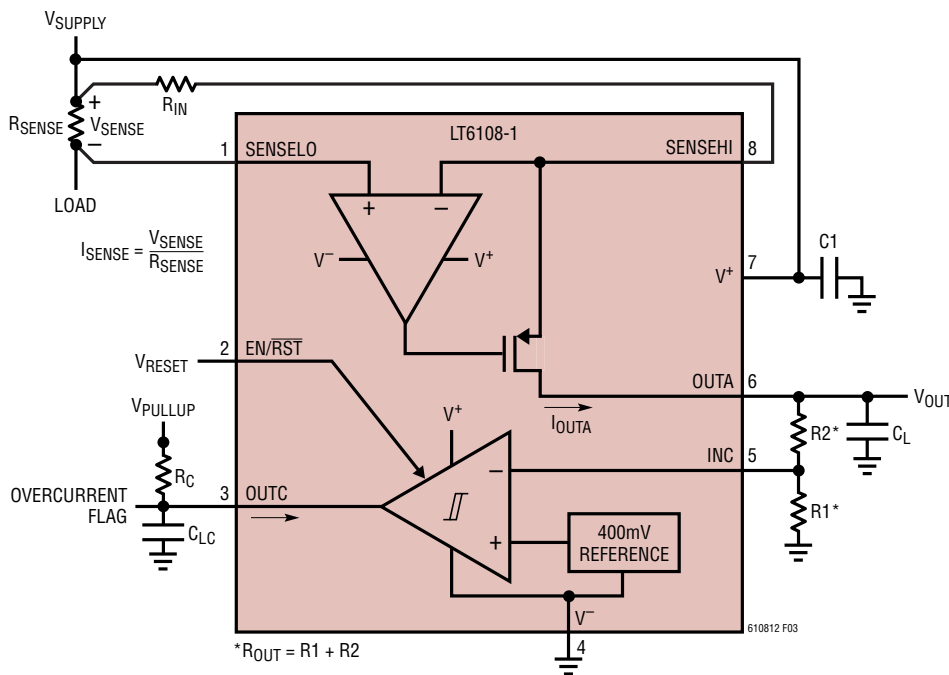 VSUPPLY
RIN
+
RSENSE
VSENSE
–
LOAD
ISENSE = VSENSE
RSENSE
LT6108-1
1 SENSELO
SENSEHI 8
+ –
V– V+
C1
V+ 7
2 EN/RST
VRESET
OUTA 6
VOUT
IOUTA
R2*
CL
VPULLUP
RC
V+
INC 5
–
R1*
OVERCURRENT
FLAG
3 OUTC
CLC
+
400mV
REFERENCE
V–
4
610812 F03
*ROUT = R1 + R2